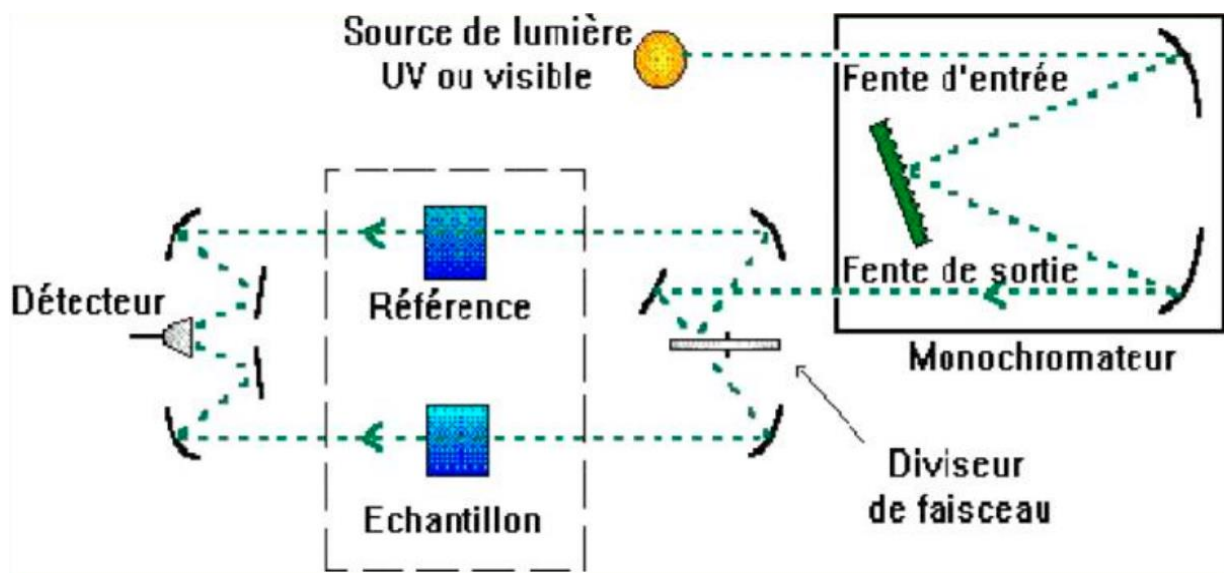 Source de lumière
UV ou visible
Fente d'entrée
Fente de sortie
Monochromateur
Détecteur
Référence
Echantillon
Diviseur
de faisceau